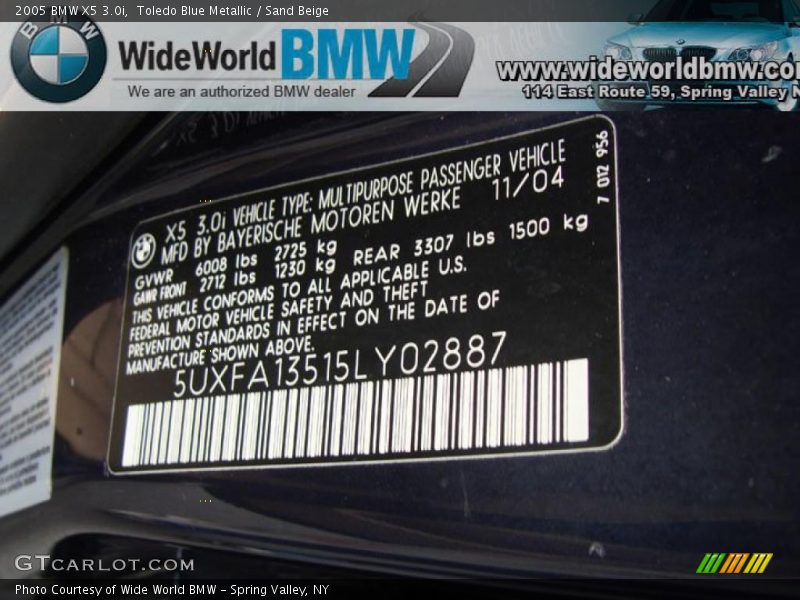 2005 BMW X5 3.0i, Toledo Blue Metallic / Sand Beige
BMW
WideWorld BMW
We are an authorized BMW dealer
www.wideworldbmw.co
114 East Route 59, Spring Valley N
X5 3.0i VEHICLE TYPE: MULTIPURPOSE PASSENGER VEHICLE
MFD BY BAYERISCHE MOTOREN WERKE 11/04
GVWR 6008 lbs 2725 kg
GAWR FRONT 2712 lbs 1230 kg REAR 3307 lbs 1500 kg
THIS VEHICLE CONFORMS TO ALL APPLICABLE U.S.
FEDERAL MOTOR VEHICLE SAFETY AND THEFT
PREVENTION STANDARDS IN EFFECT ON THE DATE OF
MANUFACTURE SHOWN ABOVE.
5UXFA13515LY02887
7 012 956
GTCARLOT.COM
Photo Courtesy of Wide World BMW - Spring Valley, NY